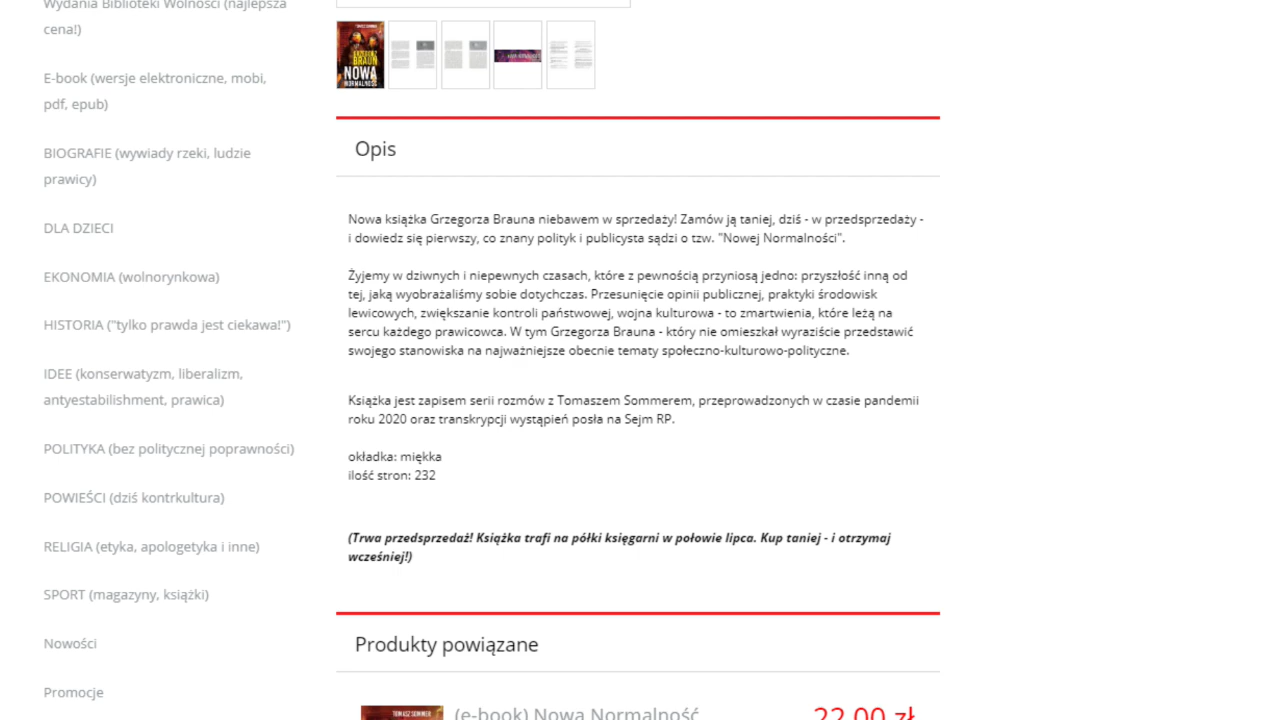 Wydania Biblioteki Wolności (najlepsza
cena!)
E-book (wersje elektroniczne, mobi,
pdf, epub)
BIOGRAFIE (wywiady rzeki, ludzie
prawicy)
DLA DZIECI
EKONOMIA (wolnorynkowa)
HISTORIA ("tylko prawda jest ciekawa!")
IDEE (konserwatyzm, liberalizm,
antyestabilishment, prawica)
POLITYKA (bez politycznej poprawności)
POWIEŚCI (dziś kontrkultura)
RELIGIA (etyka, apologetyka i inne)
SPORT (magazyny, książki)
Nowości
Promocje
TOMASZ SOMMER
BRAUN
NOWA
NORMALNOŚĆ
Opis
Nowa książka Grzegorza Brauna niebawem w sprzedaży! Zamów ją taniej, dziś - w przedsprzedaży -
i dowiedz się pierwszy, co znany polityk i publicysta sądzi o tzw. "Nowej Normalności".
Żyjemy w dziwnych i niepewnych czasach, które z pewnością przyniosą jedno: przyszłość inną od
tej, jaką wyobrażaliśmy sobie dotychczas. Przesunięcie opinii publicznej, praktyki środowisk
lewicowych, zwiększanie kontroli państwowej, wojna kulturowa - to zmartwienia, które leżą na
sercu każdego prawicowca. W tym Grzegorza Brauna - który nie omieszkał wyraziście przedstawić
swojego stanowiska na najważniejsze obecnie tematy społeczno-kulturowo-polityczne.
Książka jest zapisem serii rozmów z Tomaszem Sommerem, przeprowadzonych w czasie pandemii
roku 2020 oraz transkrypcji wystąpień posła na Sejm RP.
okładka: miękka
ilość stron: 232
(Trwa przedsprzedaż! Książka trafi na półki księgarni w połowie lipca. Kup taniej - i otrzymaj
wcześniej!)
Produkty powiązane
TOMASZ SOMMER
(e-book) Nowa Normalność
22,00 zł